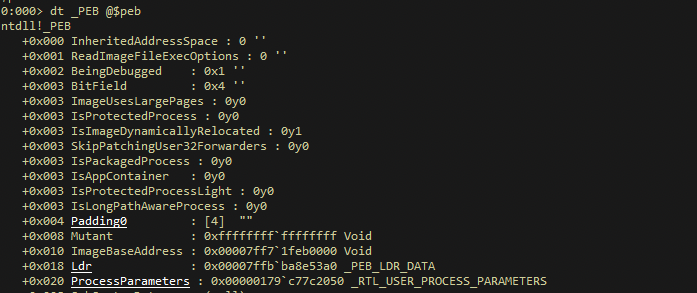 0:000> dt _PEB @$peb
ntdll!_PEB
+0x000 InheritedAddressSpace : 0 ''
+0x001 ReadImageFileExecOptions : 0 ''
+0x002 BeingDebugged    : 0x1 ''
+0x003 BitField         : 0x4 ''
+0x003 ImageUsesLargePages : 0y0
+0x003 IsProtectedProcess : 0y0
+0x003 IsImageDynamicallyRelocated : 0y1
+0x003 SkipPatchingUser32Forwarders : 0y0
+0x003 IsPackagedProcess : 0y0
+0x003 IsAppContainer   : 0y0
+0x003 IsProtectedProcessLight : 0y0
+0x003 IsLongPathAwareProcess : 0y0
+0x004 Padding0         : [4]  ""
+0x008 Mutant           : 0xffffffff`ffffffff Void
+0x010 ImageBaseAddress : 0x00007ff7`1feb0000 Void
+0x018 Ldr              : 0x00007ffb`ba8e53a0 _PEB_LDR_DATA
+0x020 ProcessParameters : 0x00000179`c77c2050 _RTL_USER_PROCESS_PARAMETERS